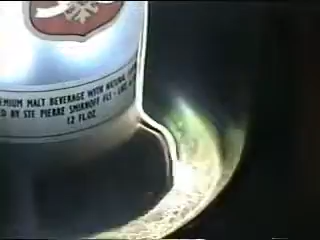 EMIUM MALT BEVERAGE WITH NATURAL
ED BY STE PIERRE SMIRNOFF FLS
12 FL.OZ.